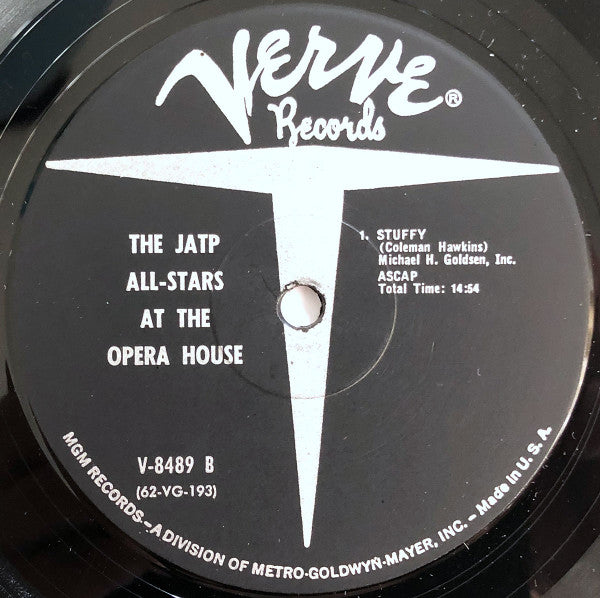 VERVE®
Records
THE JATP
ALL-STARS
AT THE
OPERA HOUSE
V-8489 B
(62-VG-193)
1. STUFFY
(Coleman Hawkins)
Michael H. Goldsen, Inc.
ASCAP
Total Time: 14:54
MGM RECORDS-A DIVISION OF METRO-GOLDWYN-MAYER, INC. - Made in U. S. A.